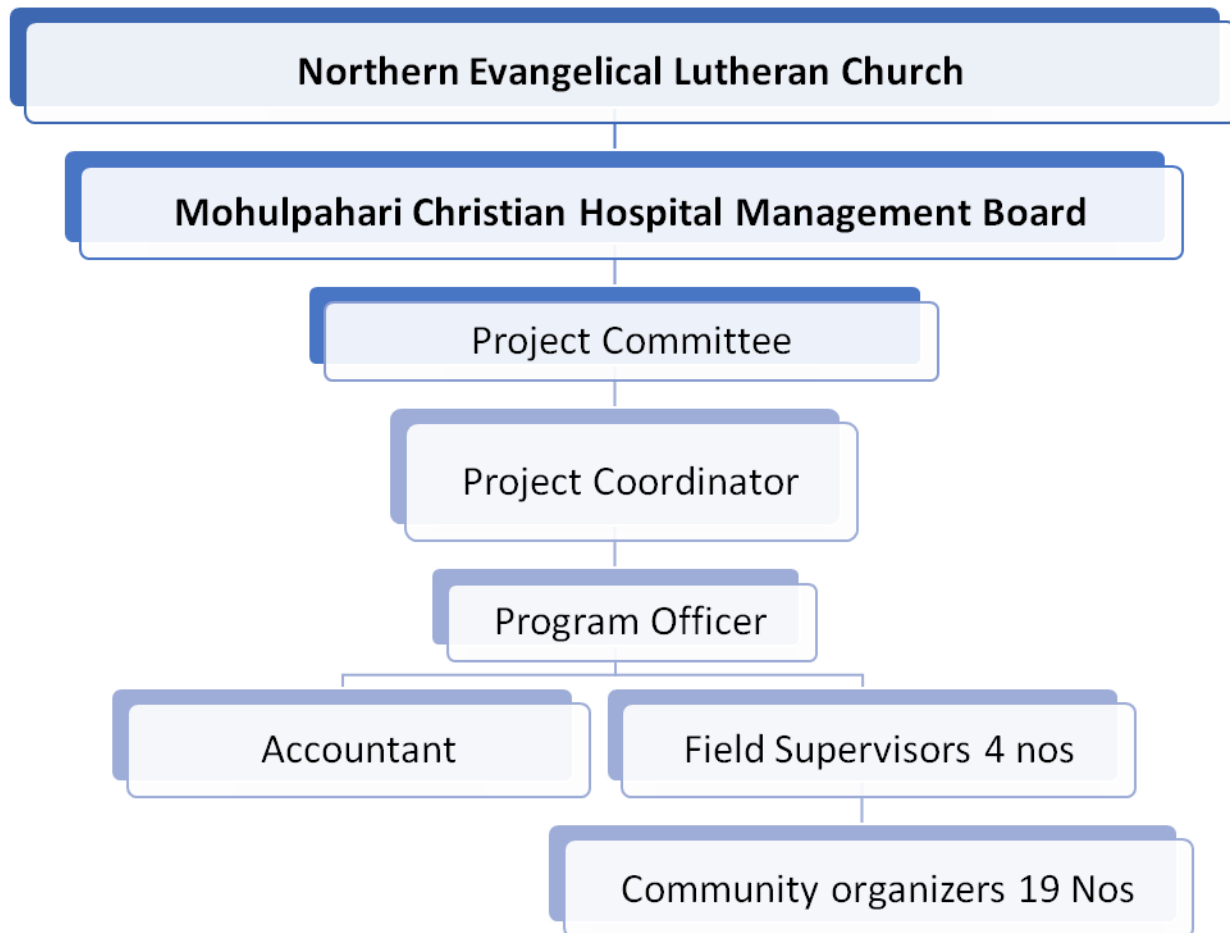 Northern Evangelical Lutheran Church
Mohulpahari Christian Hospital Management Board
Project Committee
Project Coordinator
Program Officer
Accountant
Field Supervisors 4 nos
Community organizers 19 Nos